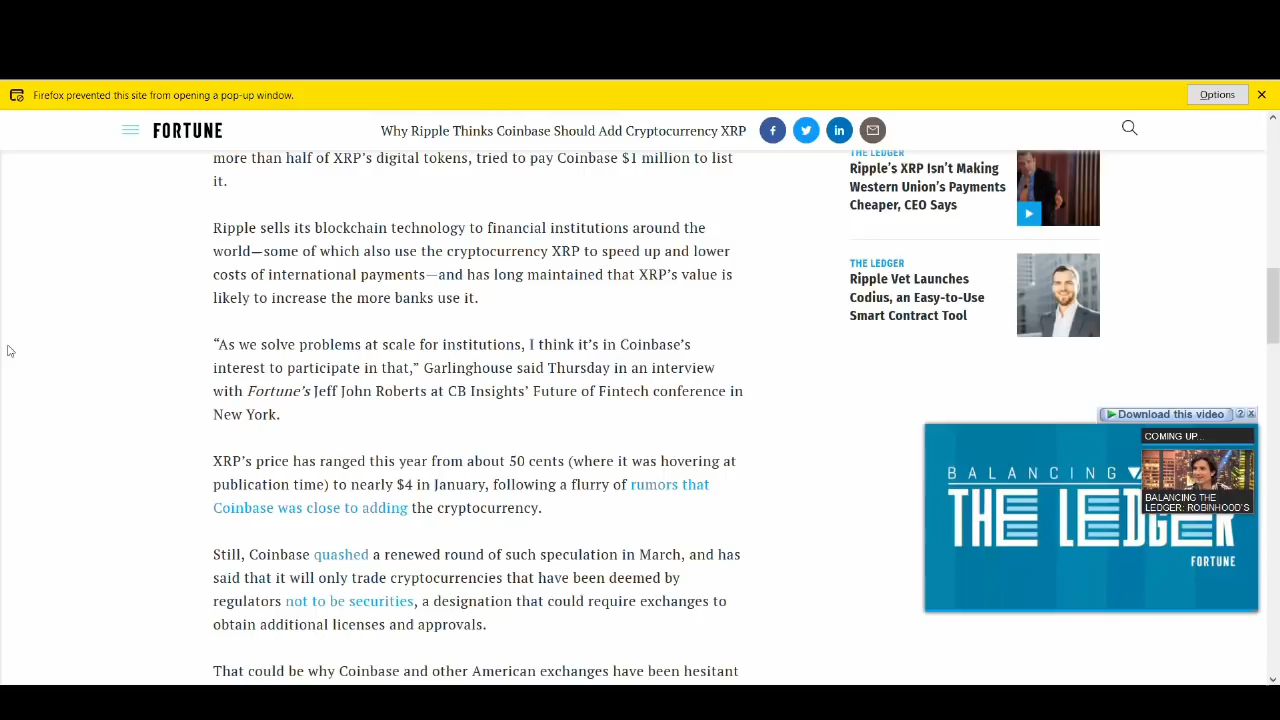 Firefox prevented this site from opening a pop-up window.
Options
FORTUNE
Why Ripple Thinks Coinbase Should Add Cryptocurrency XRP
more than half of XRP’s digital tokens, tried to pay Coinbase $1 million to list
it.
Ripple sells its blockchain technology to financial institutions around the
world—some of which also use the cryptocurrency XRP to speed up and lower
costs of international payments—and has long maintained that XRP’s value is
likely to increase the more banks use it.
“As we solve problems at scale for institutions, I think it’s in Coinbase’s
interest to participate in that,” Garlinghouse said Thursday in an interview
with Fortune’s Jeff John Roberts at CB Insights’ Future of Fintech conference in
New York.
XRP’s price has ranged this year from about 50 cents (where it was hovering at
publication time) to nearly $4 in January, following a flurry of rumors that
Coinbase was close to adding the cryptocurrency.
Still, Coinbase quashed a renewed round of such speculation in March, and has
said that it will only trade cryptocurrencies that have been deemed by
regulators not to be securities, a designation that could require exchanges to
obtain additional licenses and approvals.
That could be why Coinbase and other American exchanges have been hesitant
THE LEDGER
Ripple’s XRP Isn’t Making
Western Union’s Payments
Cheaper, CEO Says
THE LEDGER
Ripple Vet Launches
Codius, an Easy-to-Use
Smart Contract Tool
Download this video
COMING UP...
BALANCING
THE LEDGER
BALANCING THE
LEDGER: ROBINHOOD'S
FORTUNE